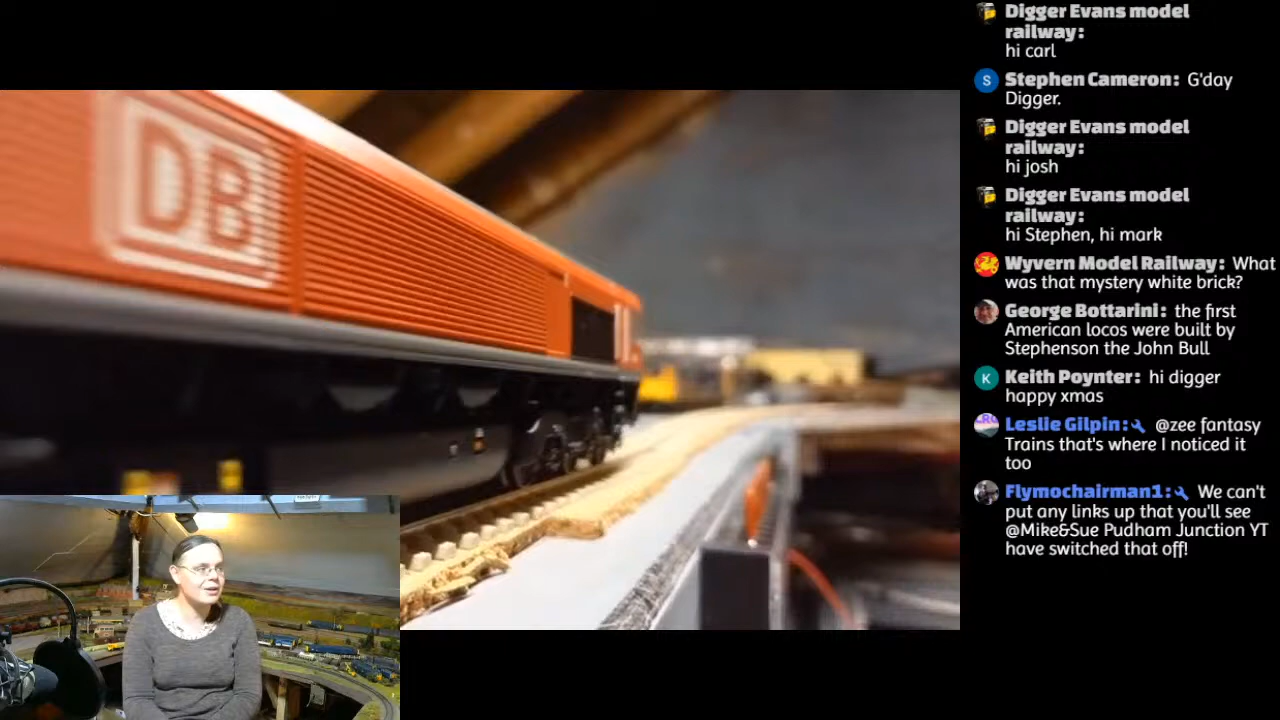 DB
Digger Evans model
railway:
hi carl
S
Stephen Cameron: G'day
Digger.
Digger Evans model
railway:
hi josh
Digger Evans model
railway:
hi Stephen, hi mark
Wyvern Model Railway: What
was that mystery white brick?
George Bottarini: the first
American locos were built by
Stephenson the John Bull
K
Keith Poynter: hi digger
happy xmas
Leslie Gilpin: @zee fantasy
Trains that's where I noticed it
too
Flymochairman1: We can't
put any links up that you'll see
@Mike&Sue Pudham Junction YT
have switched that off!